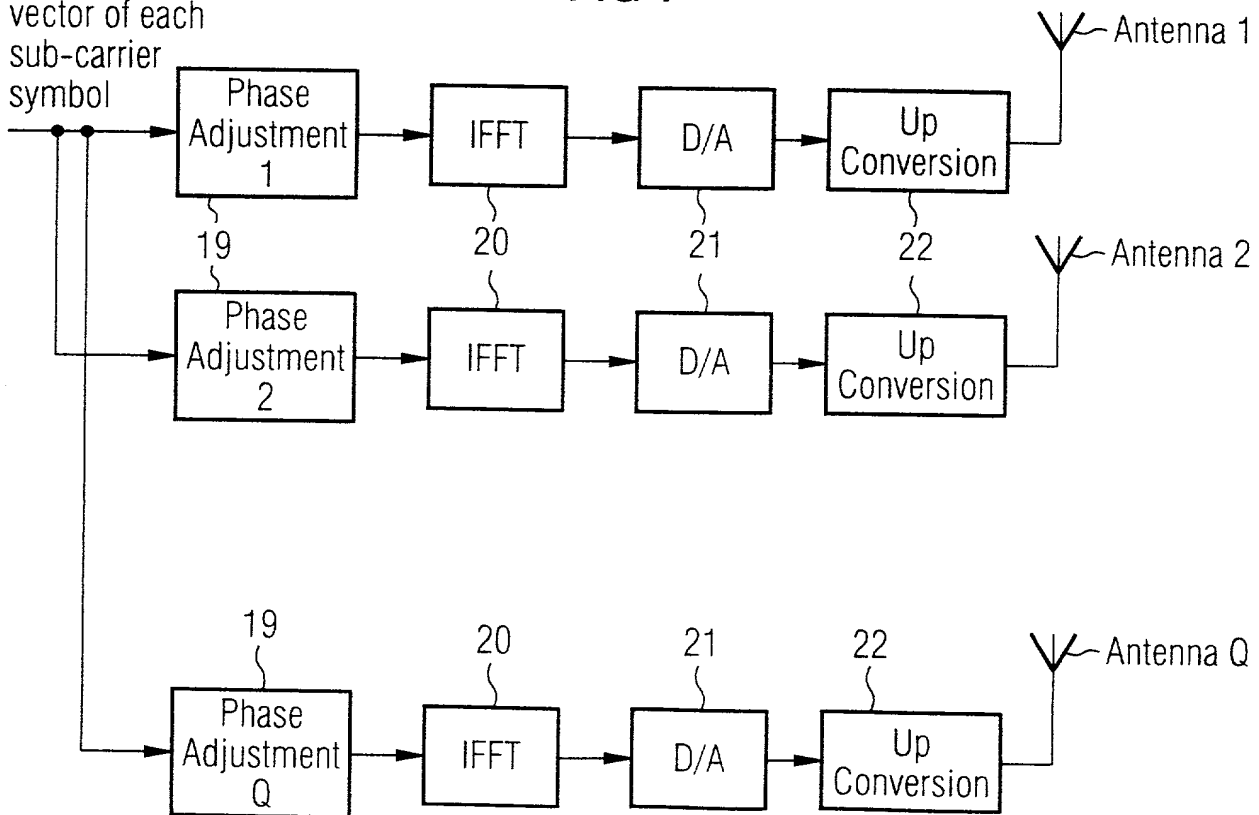 vector of each
sub-carrier
symbol
Phase
Adjustment
1
IFFT
D/A
Up
Conversion
Antenna 1
19
20
21
22
Phase
Adjustment
2
IFFT
D/A
Up
Conversion
Antenna 2
19
20
21
22
Phase
Adjustment
Q
IFFT
D/A
Up
Conversion
Antenna Q